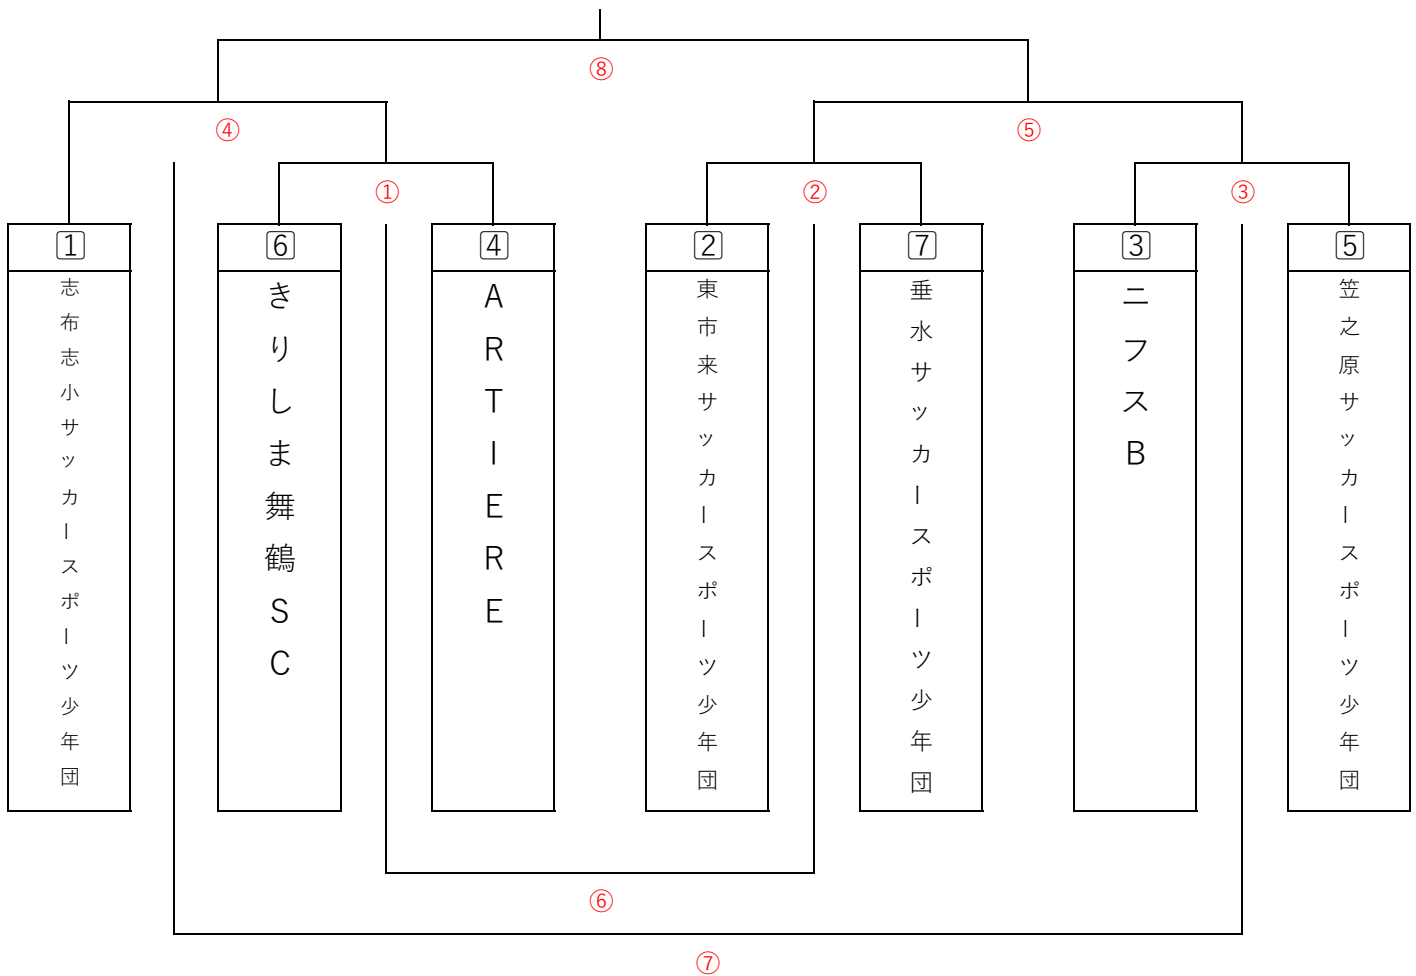 ⑧
④
⑤
①
②
③
1
6
4
2
7
3
5
志布志小サッカースポーツ少年団
きりしま舞鶴SC
ARTIERE
東市来サッカースポーツ少年団
垂水サッカースポーツ少年団
ニフスB
笠之原サッカースポーツ少年団
⑥
⑦